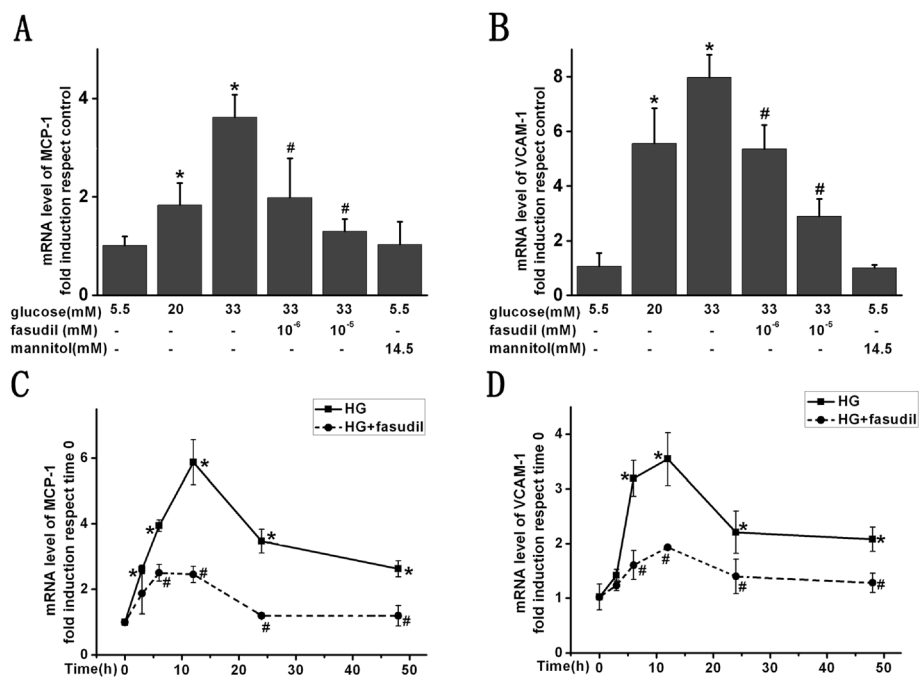 A
mRNA level of MCP-1
fold induction respect control
4
2
0
*
*
#
#
glucose(mM) 5.5 20 33 33 33 5.5
fasudil (mM) - - - 10⁻⁶ 10⁻⁵ -
mannitol(mM) - - - - - 14.5
B
mRNA level of VCAM-1
fold induction respect control
8
6
4
2
0
*
*
#
#
glucose(mM) 5.5 20 33 33 33 5.5
fasudil (mM) - - - 10⁻⁶ 10⁻⁵ -
mannitol(mM) - - - - - 14.5
C
HG
HG+fasudil
mRNA level of MCP-1
fold induction respect time 0
6
4
2
0
* * * * *
# # # #
Time(h) 0 10 20 30 40 50
D
HG
HG+fasudil
mRNA level of VCAM-1
fold induction respect time 0
4
3
2
1
0
* * * *
# # # #
Time(h) 0 10 20 30 40 50